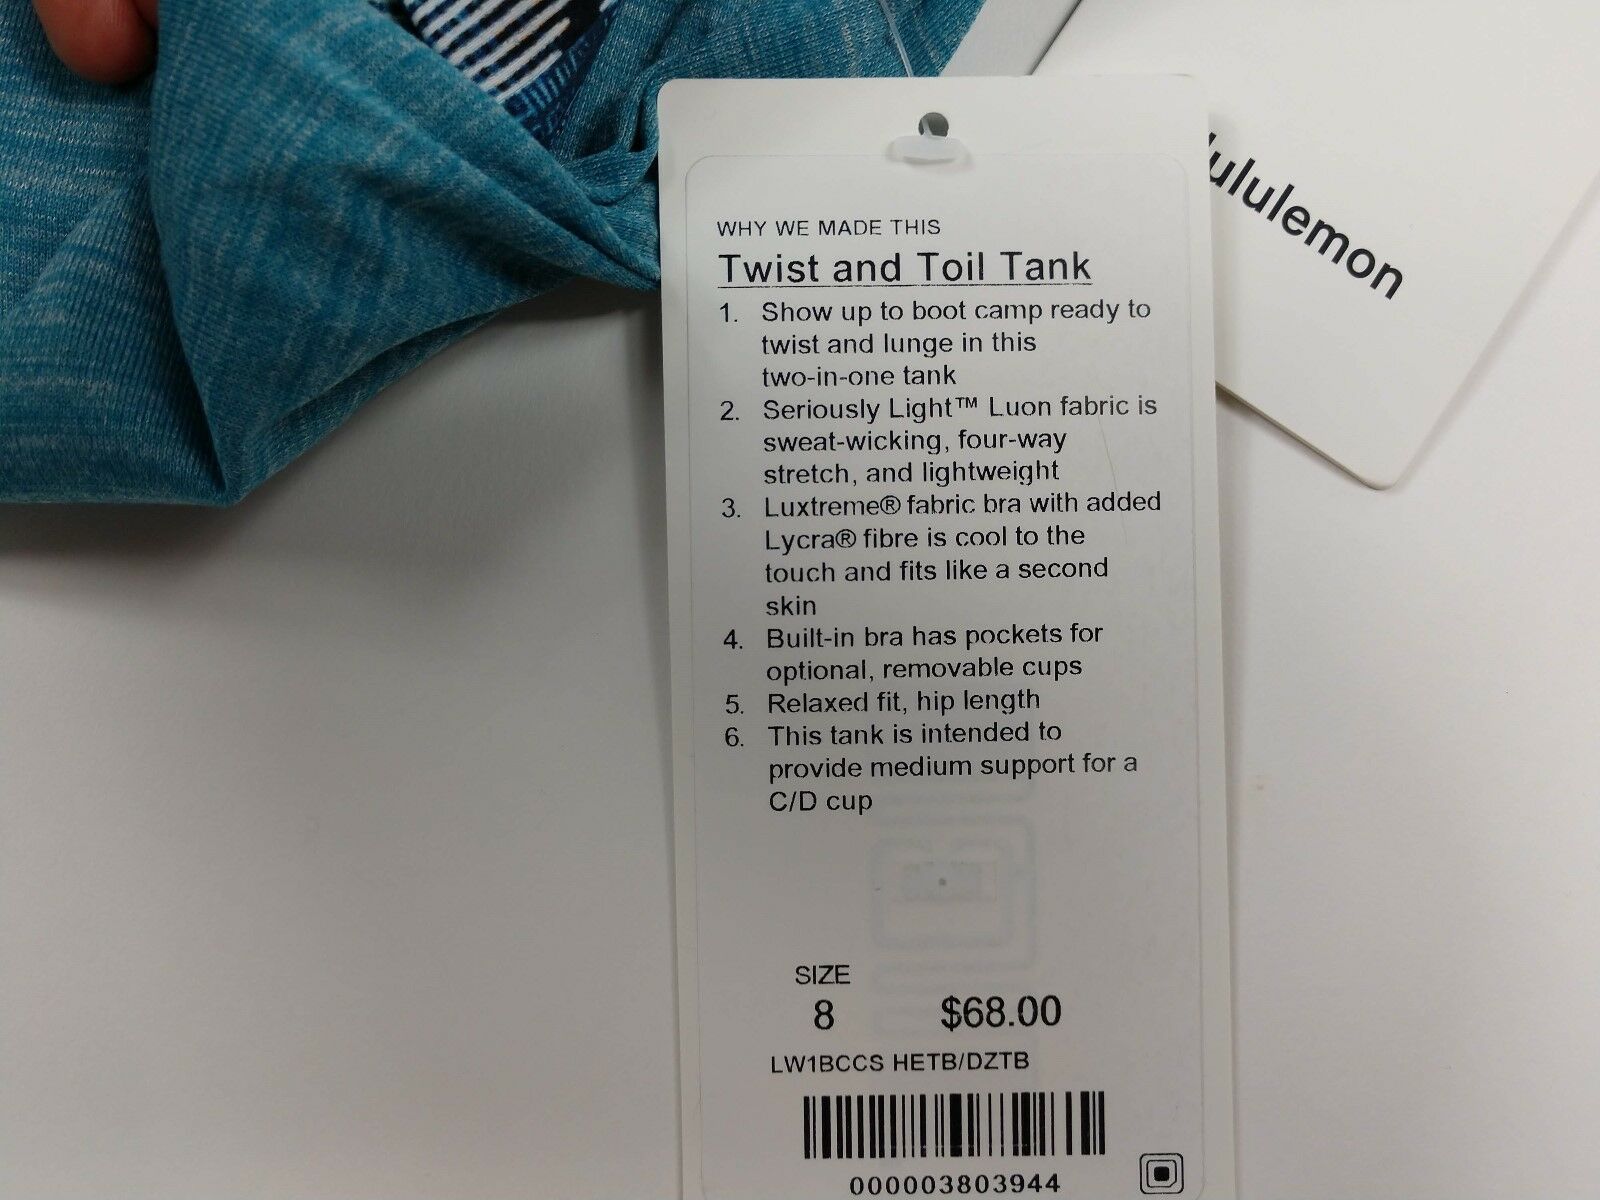 lululemon
WHY WE MADE THIS
Twist and Toil Tank
1. Show up to boot camp ready to
twist and lunge in this
two-in-one tank
2. Seriously Light™ Luon fabric is
sweat-wicking, four-way
stretch, and lightweight
3. Luxtreme® fabric bra with added
Lycra® fibre is cool to the
touch and fits like a second
skin
4. Built-in bra has pockets for
optional, removable cups
5. Relaxed fit, hip length
6. This tank is intended to
provide medium support for a
C/D cup
SIZE
8 $68.00
LW1BCCS HETB/DZTB
000003803944